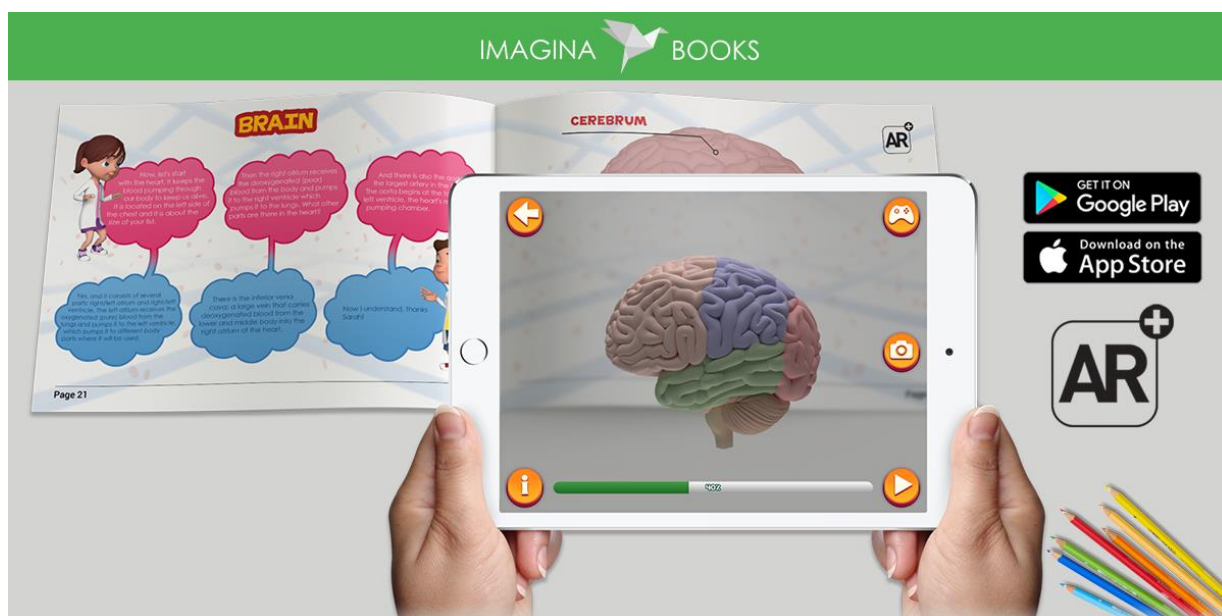 IMAGINA BOOKS
BRAIN
Now, let's start
with the heart, it keeps the
blood pumping through
our body to keep us alive,
it is located on the left side of
the chest and it is about the
size of your fist.
Then the right atrium receives
the deoxygenated (poor)
blood from the body and pumps
it to the right ventricle which
pumps it to the lungs. What other
parts are there in the heart?
And there is also the
the largest artery in the
The aorta begins at the
left ventricle, the heart's
pumping chamber.
Yes, and it consists of several
parts right/left atrium and right/left
ventricle. The left atrium receives the
oxygenated (pure) blood from the
lungs and pumps it to the left ventricle
which pumps it to different body
parts where it will be used.
There is the inferior vena
cava: a large vein that carries
deoxygenated blood from the
lower and middle body into the
right atrium of the heart.
Now I understand, thanks
Sarah!
Page 21
CEREBRUM
AR+
i
40%
GET IT ON
Google Play
Download on the
App Store
AR+